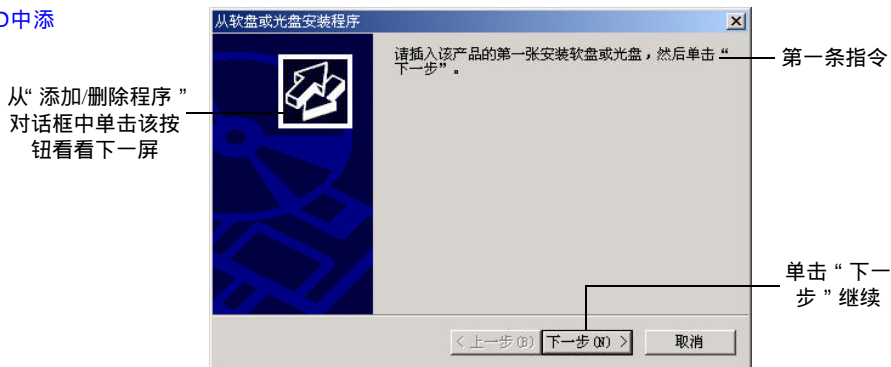 D中添
从软盘或光盘安装程序
请插入该产品的第一张安装软盘或光盘，然后单击“
下一步”。
第一条指令
从“添加/删除程序”
对话框中单击该按
钮看看下一屏
单击“下一
步”继续
<上一步(B)
下一步(N) >
取消